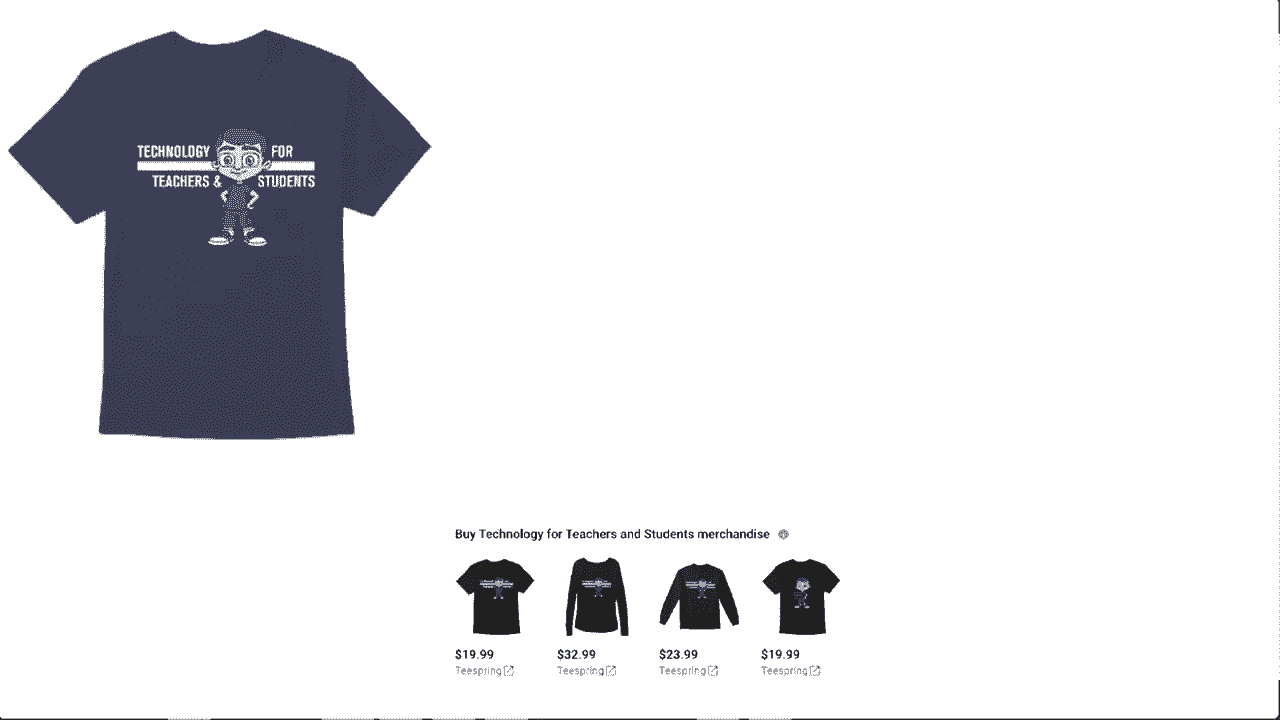 TECHNOLOGY FOR
TEACHERS & STUDENTS
Buy Technology for Teachers and Students merchandise
$19.99 $32.99 $23.99 $19.99
Teespring Teespring Teespring Teespring